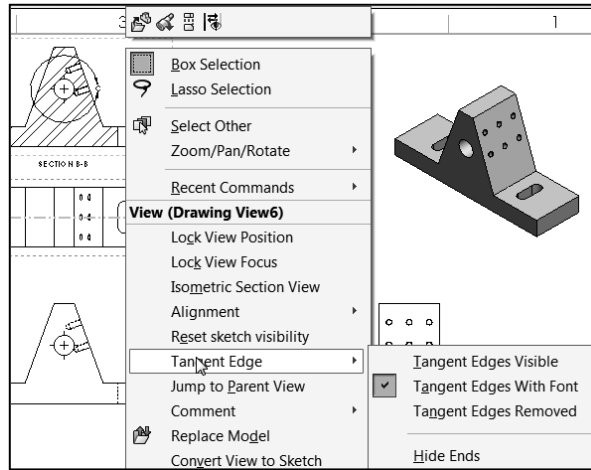 3
1
Box Selection
Lasso Selection
Select Other
Zoom/Pan/Rotate
Recent Commands
View (Drawing View6)
Lock View Position
Lock View Focus
Isometric Section View
Alignment
Reset sketch visibility
Tangent Edge
Jump to Parent View
Comment
Replace Model
Convert View to Sketch
SECTION B-B
Tangent Edges Visible
Tangent Edges With Font
Tangent Edges Removed
Hide Ends